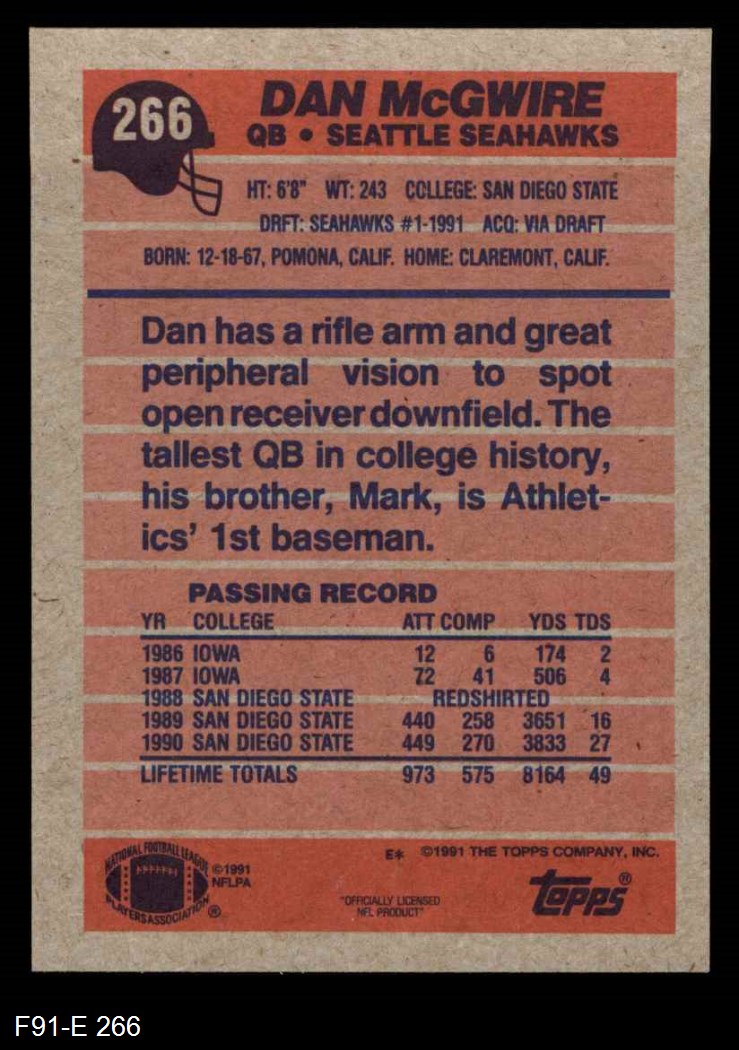 266
DAN McGWIRE
QB • SEATTLE SEAHAWKS
HT: 6'8" WT: 243 COLLEGE: SAN DIEGO STATE
DRFT: SEAHAWKS #1-1991 ACQ: VIA DRAFT
BORN: 12-18-67, POMONA, CALIF. HOME: CLAREMONT, CALIF.
Dan has a rifle arm and great
peripheral vision to spot
open receiver downfield. The
tallest QB in college history,
his brother, Mark, is Athlet-
ics' 1st baseman.
PASSING RECORD
YR COLLEGE ATT COMP YDS TDS
1986 IOWA 12 6 174 2
1987 IOWA 72 41 506 4
1988 SAN DIEGO STATE REDSHIRTED
1989 SAN DIEGO STATE 440 258 3651 16
1990 SAN DIEGO STATE 449 270 3833 27
LIFETIME TOTALS 973 575 8164 49
NATIONAL FOOTBALL LEAGUE
PLAYERS ASSOCIATION ®
©1991
NFLPA
E* ©1991 THE TOPPS COMPANY, INC.
"OFFICIALLY LICENSED
NFL PRODUCT"
topps®
F91-E 266